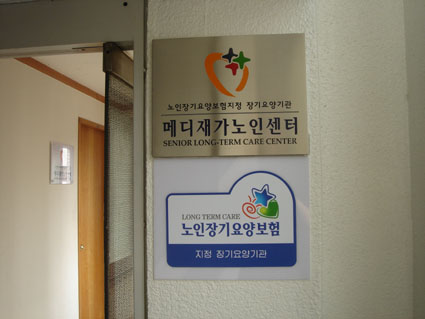 노인장기요양보험지정 장기요양기관
메디재가노인센터
SENIOR LONG-TERM CARE CENTER
LONG TERM CARE
노인장기요양보험
지정 장기요양기관